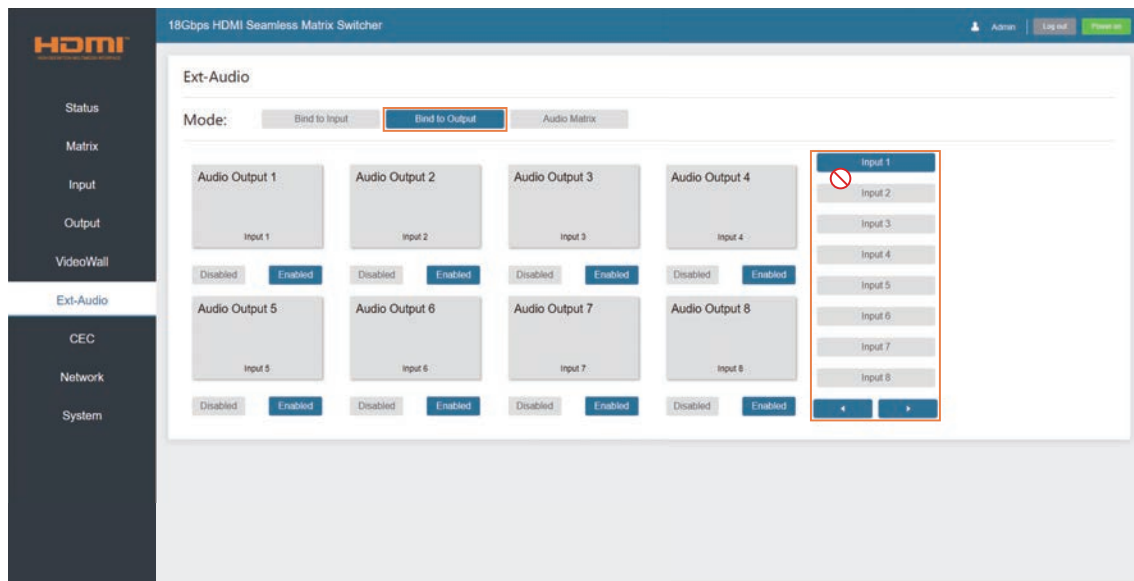 HDMI
HIGH DEFINITION MULTIMEDIA INTERFACE
18Gbps HDMI Seamless Matrix Switcher
Admin
Log out
Power on
Status
Matrix
Input
Output
VideoWall
Ext-Audio
CEC
Network
System
Ext-Audio
Mode: Bind to Input Bind to Output Audio Matrix
Audio Output 1 Audio Output 2 Audio Output 3 Audio Output 4
Input 1 Input 2 Input 3 Input 4
Disabled Enabled Disabled Enabled Disabled Enabled Disabled Enabled
Audio Output 5 Audio Output 6 Audio Output 7 Audio Output 8
Input 5 Input 6 Input 7 Input 8
Disabled Enabled Disabled Enabled Disabled Enabled Disabled Enabled
Input 1
Input 2
Input 3
Input 4
Input 5
Input 6
Input 7
Input 8